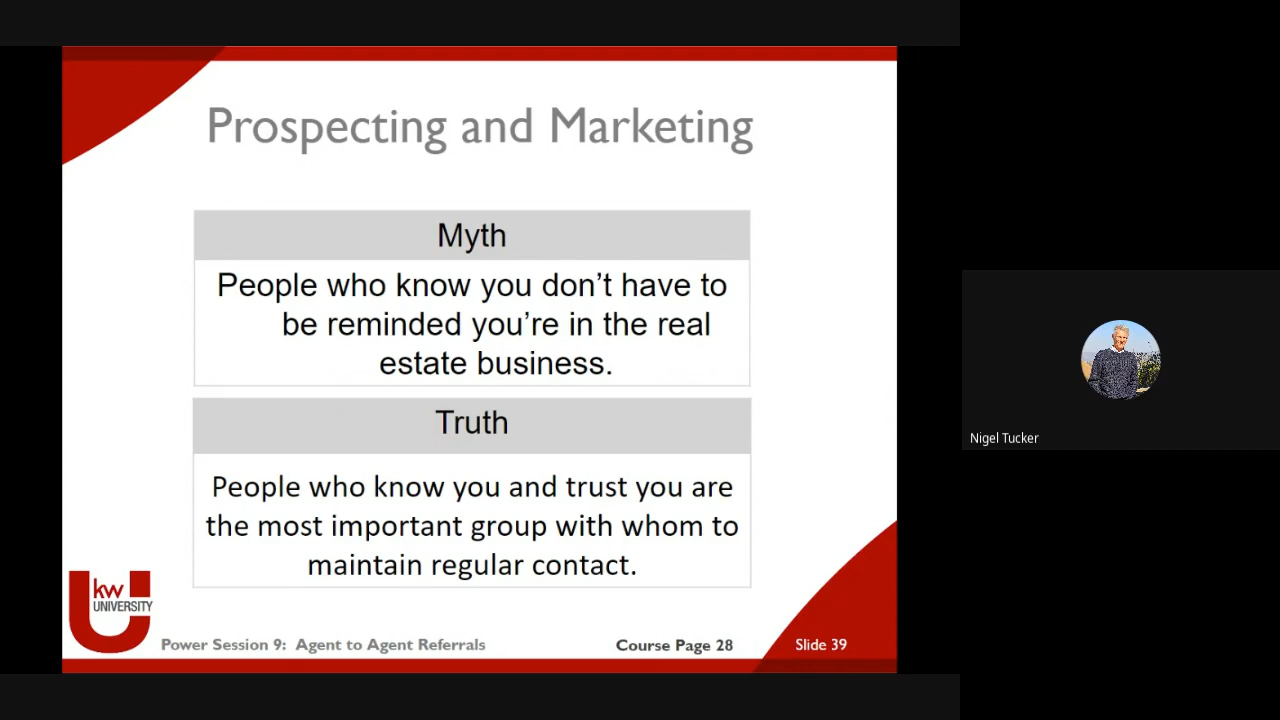 Prospecting and Marketing
Myth
People who know you don’t have to
be reminded you’re in the real
estate business.
Truth
People who know you and trust you are
the most important group with whom to
maintain regular contact.
kw
UNIVERSITY
Power Session 9: Agent to Agent Referrals
Course Page 28
Slide 39
Nigel Tucker